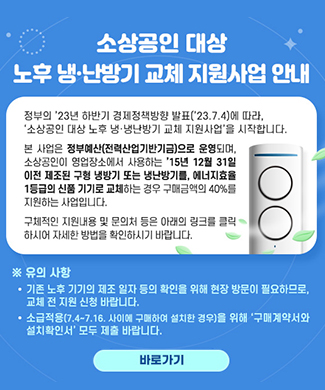 소상공인 대상
노후 냉·난방기 교체 지원사업 안내
정부의 '23년 하반기 경제정책방향 발표('23.7.4)에 따라,
'소상공인 대상 노후 냉·냉난방기 교체 지원사업'을 시작합니다.
본 사업은 정부예산(전력산업기반기금)으로 운영되며,
소상공인이 영업장소에서 사용하는 '15년 12월 31일
이전 제조된 구형 냉방기 또는 냉난방기를, 에너지효율
1등급의 신품 기기로 교체하는 경우 구매금액의 40%를
지원하는 사업입니다.
구체적인 지원내용 및 문의처 등은 아래의 링크를 클릭
하시어 자세한 방법을 확인하시기 바랍니다.
※ 유의 사항
• 기존 노후 기기의 제조 일자 등의 확인을 위해 현장 방문이 필요하므로,
교체 전 지원 신청 바랍니다.
• 소급적용(7.4~7.16. 사이에 구매하여 설치한 경우)을 위해 '구매계약서와
설치확인서' 모두 제출 바랍니다.
바로가기